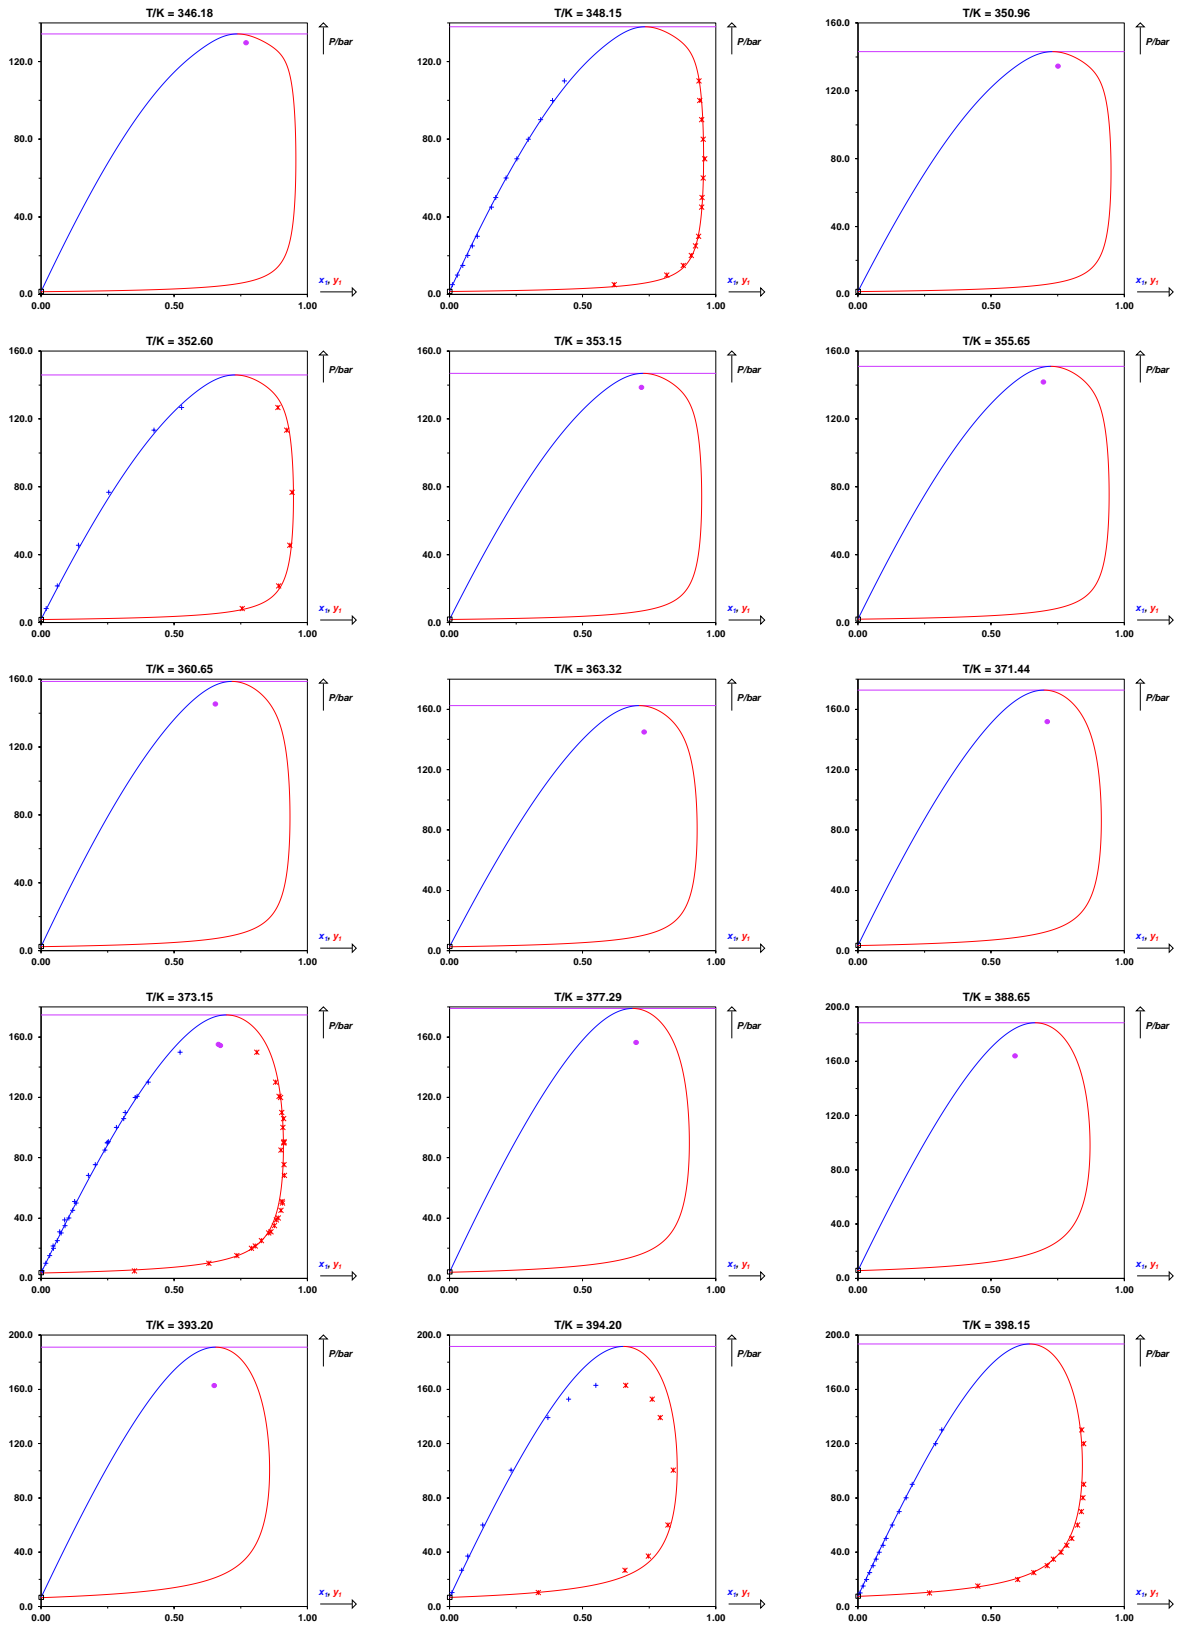 T/K = 346.18 T/K = 348.15 T/K = 350.96
120.0 80.0 40.0 0.0 0.00 0.50 1.00 P/bar x₁, y₁
120.0 80.0 40.0 0.0 0.00 0.50 1.00 P/bar x₁, y₁
160.0 120.0 80.0 40.0 0.0 0.00 0.50 1.00 P/bar x₁, y₁
T/K = 352.60 T/K = 353.15 T/K = 355.65
160.0 120.0 80.0 40.0 0.0 0.00 0.50 1.00 P/bar x₁, y₁
160.0 120.0 80.0 40.0 0.0 0.00 0.50 1.00 P/bar x₁, y₁
160.0 120.0 80.0 40.0 0.0 0.00 0.50 1.00 P/bar x₁, y₁
T/K = 360.65 T/K = 363.32 T/K = 371.44
160.0 120.0 80.0 40.0 0.0 0.00 0.50 1.00 P/bar x₁, y₁
160.0 120.0 80.0 40.0 0.0 0.00 0.50 1.00 P/bar x₁, y₁
160.0 120.0 80.0 40.0 0.0 0.00 0.50 1.00 P/bar x₁, y₁
T/K = 373.15 T/K = 377.29 T/K = 388.65
160.0 120.0 80.0 40.0 0.0 0.00 0.50 1.00 P/bar x₁, y₁
160.0 120.0 80.0 40.0 0.0 0.00 0.50 1.00 P/bar x₁, y₁
200.0 160.0 120.0 80.0 40.0 0.0 0.00 0.50 1.00 P/bar x₁, y₁
T/K = 393.20 T/K = 394.20 T/K = 398.15
200.0 160.0 120.0 80.0 40.0 0.0 0.00 0.50 1.00 P/bar x₁, y₁
200.0 160.0 120.0 80.0 40.0 0.0 0.00 0.50 1.00 P/bar x₁, y₁
200.0 160.0 120.0 80.0 40.0 0.0 0.00 0.50 1.00 P/bar x₁, y₁